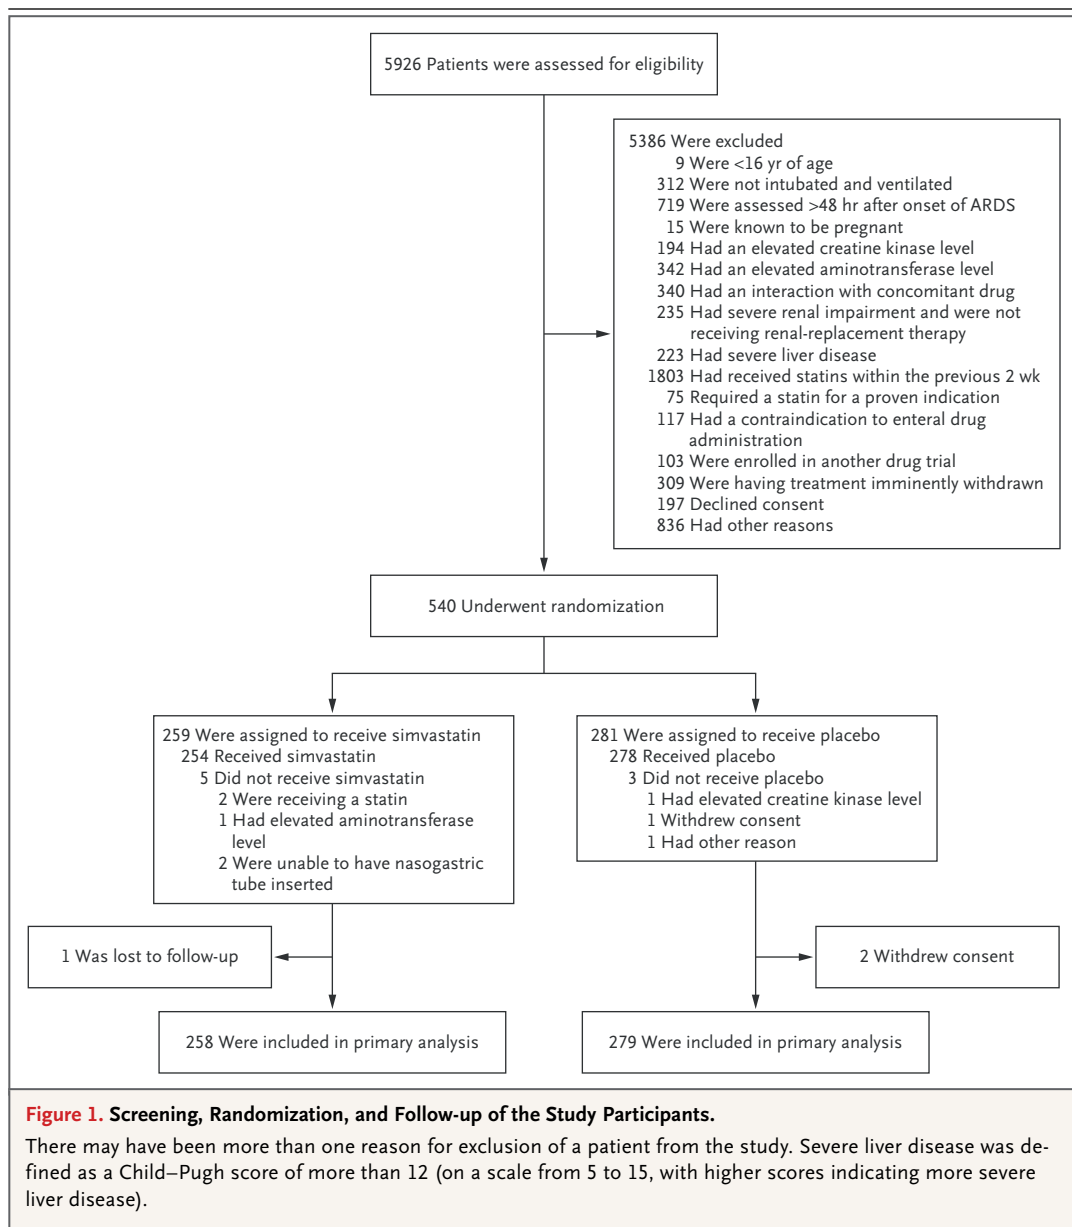 5926 Patients were assessed for eligibility
5386 Were excluded
9 Were <16 yr of age
312 Were not intubated and ventilated
719 Were assessed >48 hr after onset of ARDS
15 Were known to be pregnant
194 Had an elevated creatine kinase level
342 Had an elevated aminotransferase level
340 Had an interaction with concomitant drug
235 Had severe renal impairment and were not
receiving renal-replacement therapy
223 Had severe liver disease
1803 Had received statins within the previous 2 wk
75 Required a statin for a proven indication
117 Had a contraindication to enteral drug
administration
103 Were enrolled in another drug trial
309 Were having treatment imminently withdrawn
197 Declined consent
836 Had other reasons
540 Underwent randomization
259 Were assigned to receive simvastatin
254 Received simvastatin
5 Did not receive simvastatin
2 Were receiving a statin
1 Had elevated aminotransferase
level
2 Were unable to have nasogastric
tube inserted
281 Were assigned to receive placebo
278 Received placebo
3 Did not receive placebo
1 Had elevated creatine kinase level
1 Withdrew consent
1 Had other reason
1 Was lost to follow-up
2 Withdrew consent
258 Were included in primary analysis
279 Were included in primary analysis
Figure 1. Screening, Randomization, and Follow-up of the Study Participants.
There may have been more than one reason for exclusion of a patient from the study. Severe liver disease was de-
fined as a Child–Pugh score of more than 12 (on a scale from 5 to 15, with higher scores indicating more severe
liver disease).